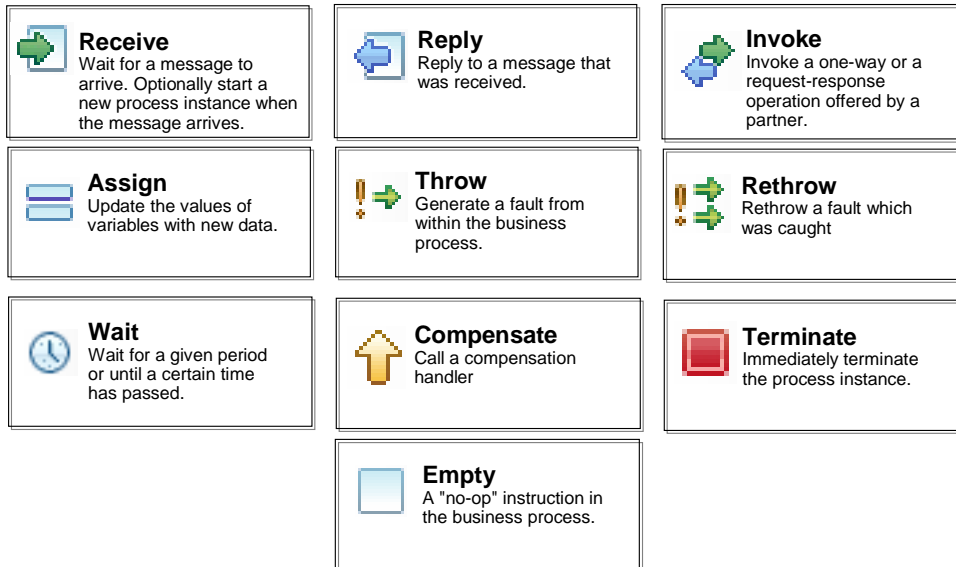 Receive
Wait for a message to
arrive. Optionally start a
new process instance when
the message arrives.
Reply
Reply to a message that
was received.
Invoke
Invoke a one-way or a
request-response
operation offered by a
partner.
Assign
Update the values of
variables with new data.
Throw
Generate a fault from
within the business
process.
Rethrow
Rethrow a fault which
was caught
Wait
Wait for a given period
or until a certain time
has passed.
Compensate
Call a compensation
handler
Terminate
Immediately terminate
the process instance.
Empty
A "no-op" instruction in
the business process.